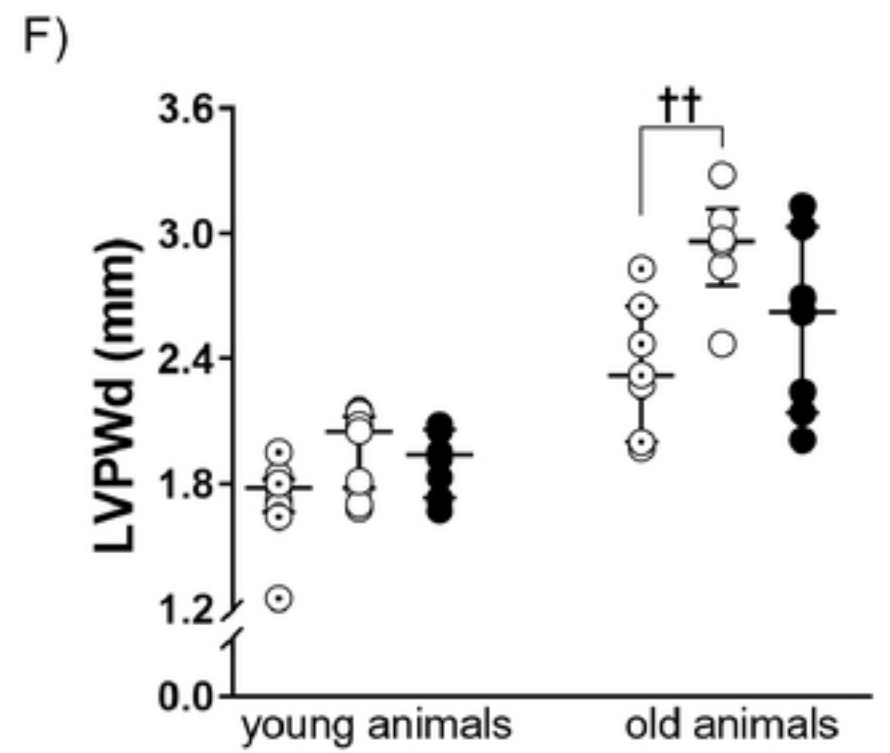 F)
††
3.6
3.0
2.4
1.8
1.2
0.0
LVPWd (mm)
young animals
old animals